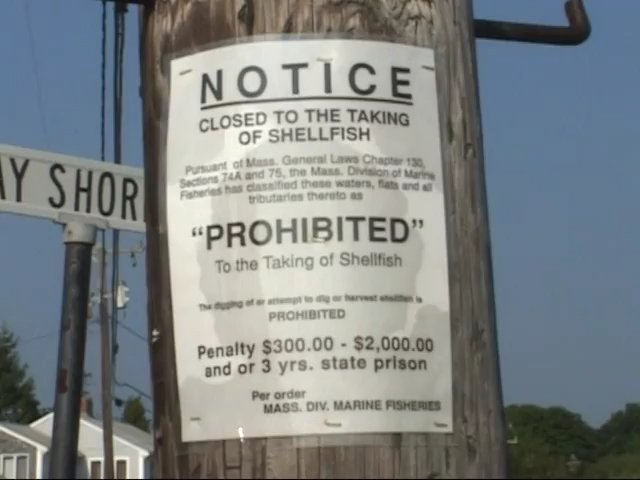 NOTICE
CLOSED TO THE TAKING
OF SHELLFISH
Pursuant of Mass. General Laws Chapter 130,
Sections 74A and 75, the Mass. Division of Marine
Fisheries has classified these waters, flats and all
tributaries thereto as
"PROHIBITED"
To the Taking of Shellfish
The digging of or attempt to dig or harvest shellfish is
PROHIBITED
Penalty $300.00 - $2,000.00
and or 3 yrs. state prison
Per order
MASS. DIV. MARINE FISHERIES
AY SHOR